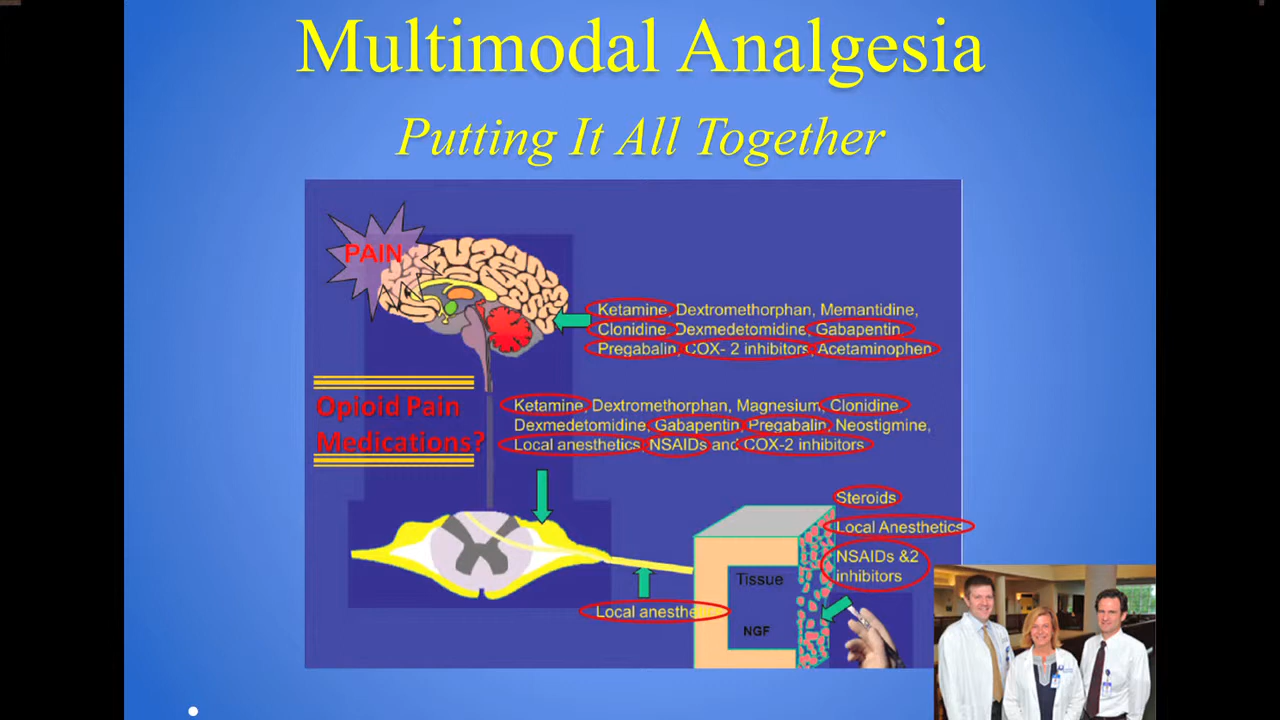 Multimodal Analgesia
Putting It All Together
PAIN
Ketamine, Dextromethorphan, Memantidine,
Clonidine, Dexmedetomidine, Gabapentin,
Pregabalin, COX- 2 inhibitors, Acetaminophen
Opioid Pain
Medications?
Ketamine, Dextromethorphan, Magnesium, Clonidine,
Dexmedetomidine, Gabapentin, Pregabalin, Neostigmine,
Local anesthetics, NSAIDs and COX-2 inhibitors
Steroids
Local Anesthetics
NSAIDs &2
inhibitors
Tissue
NGF
Local